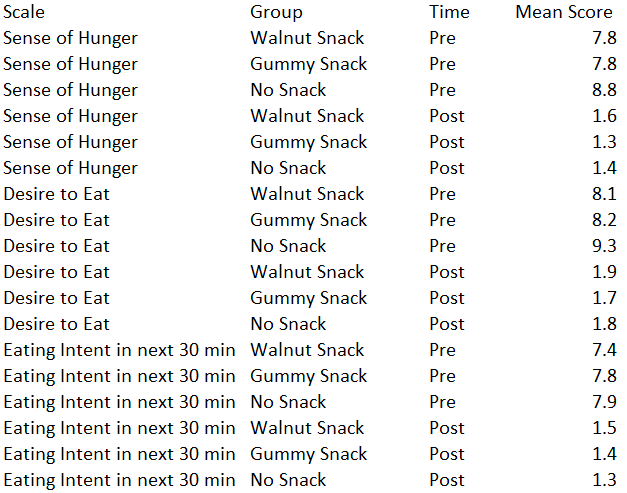 Scale Group Time Mean Score
Sense of Hunger Walnut Snack Pre 7.8
Sense of Hunger Gummy Snack Pre 7.8
Sense of Hunger No Snack Pre 8.8
Sense of Hunger Walnut Snack Post 1.6
Sense of Hunger Gummy Snack Post 1.3
Sense of Hunger No Snack Post 1.4
Desire to Eat Walnut Snack Pre 8.1
Desire to Eat Gummy Snack Pre 8.2
Desire to Eat No Snack Pre 9.3
Desire to Eat Walnut Snack Post 1.9
Desire to Eat Gummy Snack Post 1.7
Desire to Eat No Snack Post 1.8
Eating Intent in next 30 min Walnut Snack Pre 7.4
Eating Intent in next 30 min Gummy Snack Pre 7.8
Eating Intent in next 30 min No Snack Pre 7.9
Eating Intent in next 30 min Walnut Snack Post 1.5
Eating Intent in next 30 min Gummy Snack Post 1.4
Eating Intent in next 30 min No Snack Post 1.3